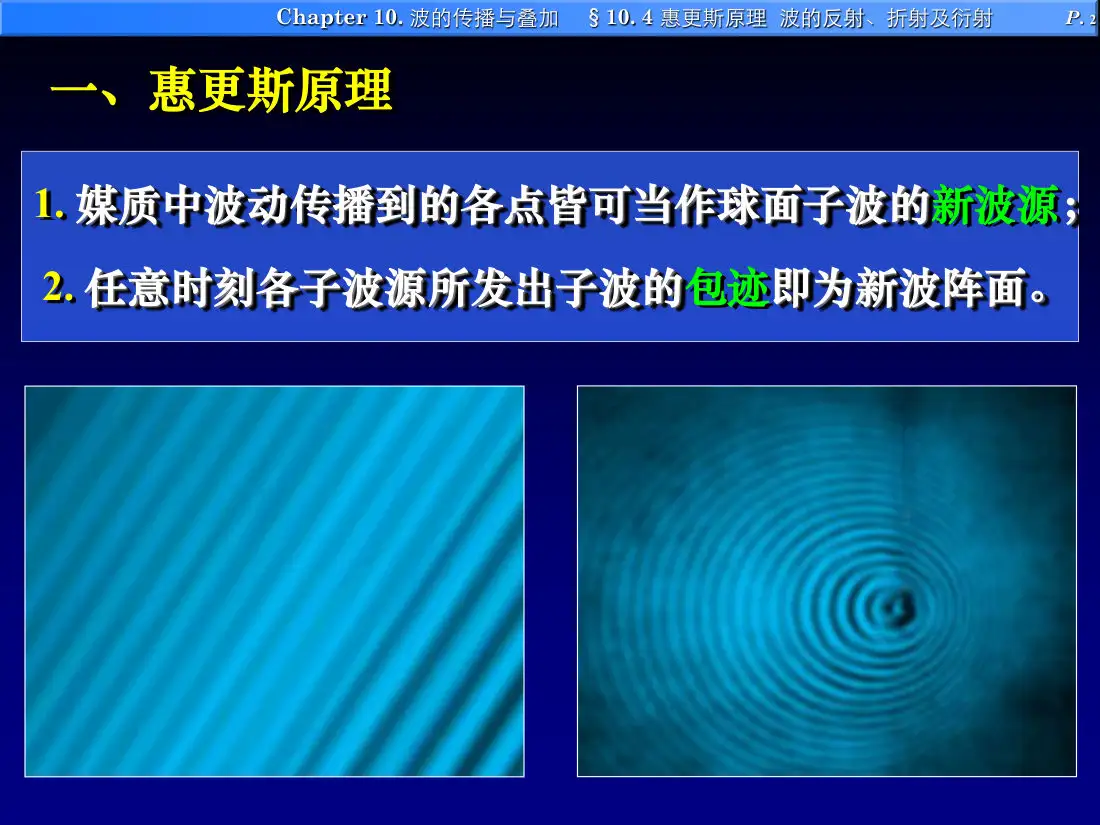 Chapter 10. 波的传播与叠加 §10. 4 惠更斯原理 波的反射、折射及衍射 P. 2
一、惠更斯原理
1. 媒质中波动传播到的各点皆可当作球面子波的新波源；
2. 任意时刻各子波源所发出子波的包迹即为新波阵面。